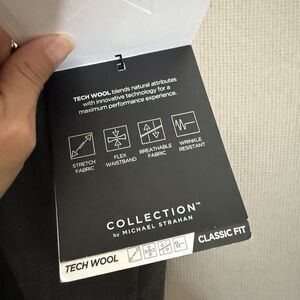 TECH WOOL blends natural attributes
with innovative technology for a
maximum performance experience.
STRETCH
FABRIC
FLEX
WAISTBAND
BREATHABLE
FABRIC
WRINKLE
RESISTANT
COLLECTION™
by MICHAEL STRAHAN
TECH WOOL
CLASSIC FIT